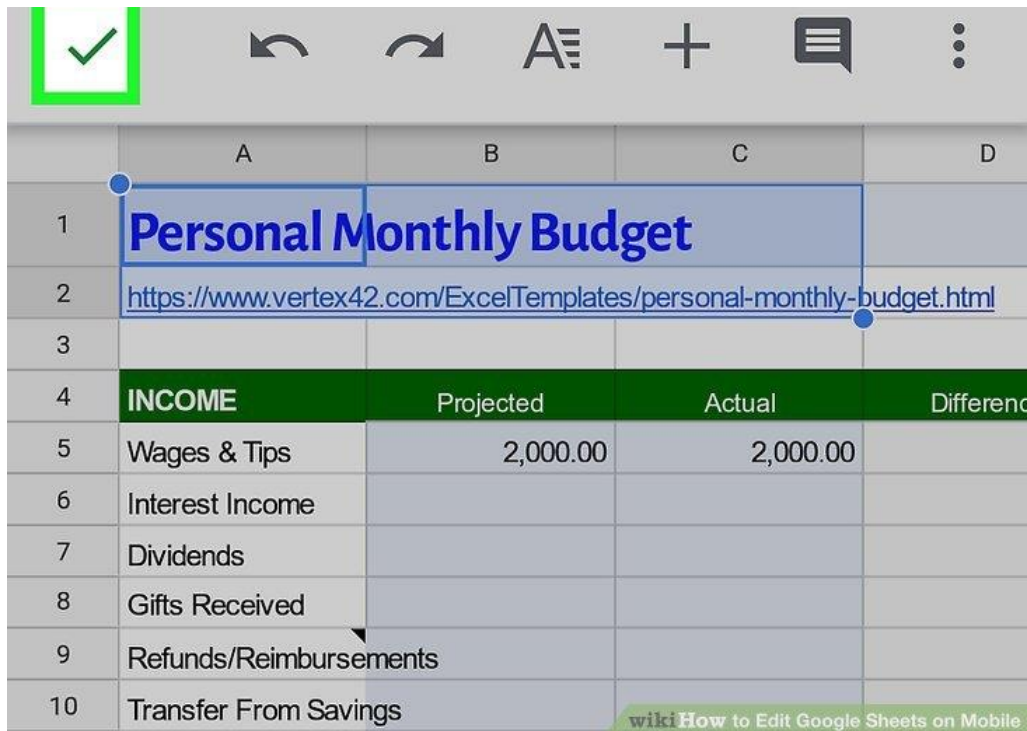 A B C D
1 Personal Monthly Budget
2 https://www.vertex42.com/ExcelTemplates/personal-monthly-budget.html
3
4 INCOME Projected Actual Differenc
5 Wages & Tips 2,000.00 2,000.00
6 Interest Income
7 Dividends
8 Gifts Received
9 Refunds/Reimbursements
10 Transfer From Savings
wikiHow to Edit Google Sheets on Mobile